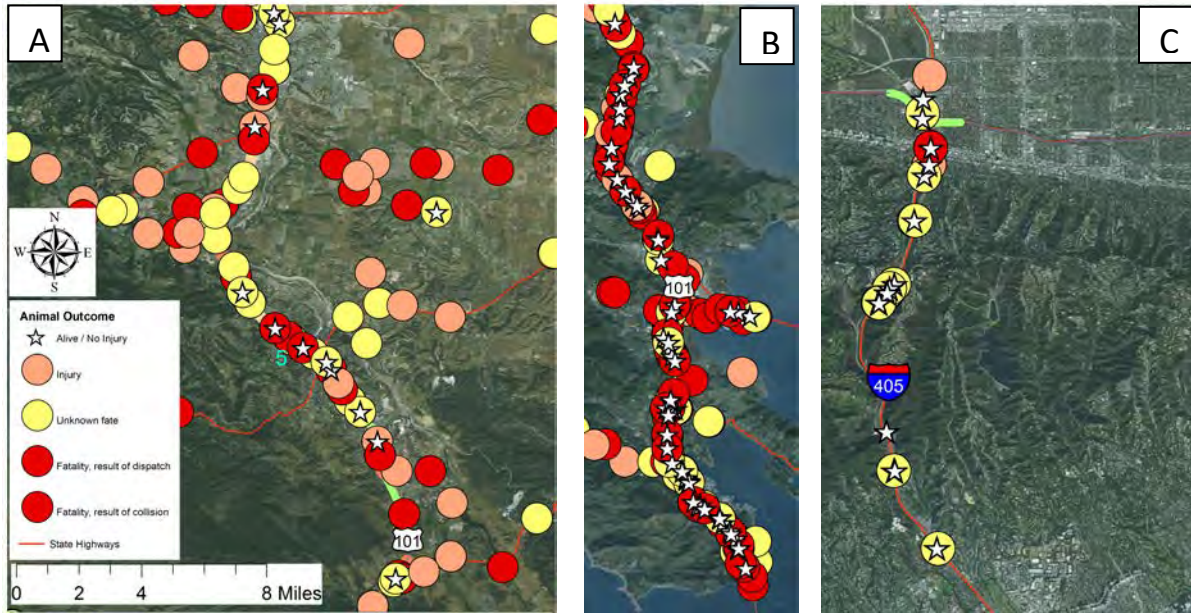 A
B
C
N
W E
S
Animal Outcome
Alive / No Injury
Injury
Unknown fate
Fatality, result of dispatch
Fatality, result of collision
State Highways
0 2 4 8 Miles
5
101
101
405